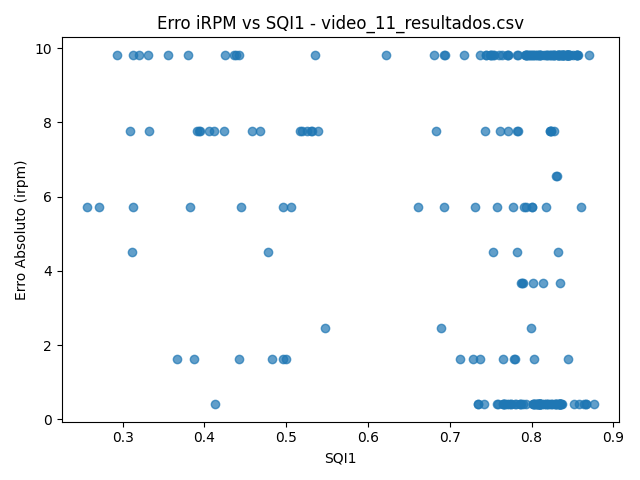 Erro iRPM vs SQI1 - video_11_resultados.csv
Erro Absoluto (irpm)
10
8
6
4
2
0
0.3 0.4 0.5 0.6 0.7 0.8 0.9
SQI1